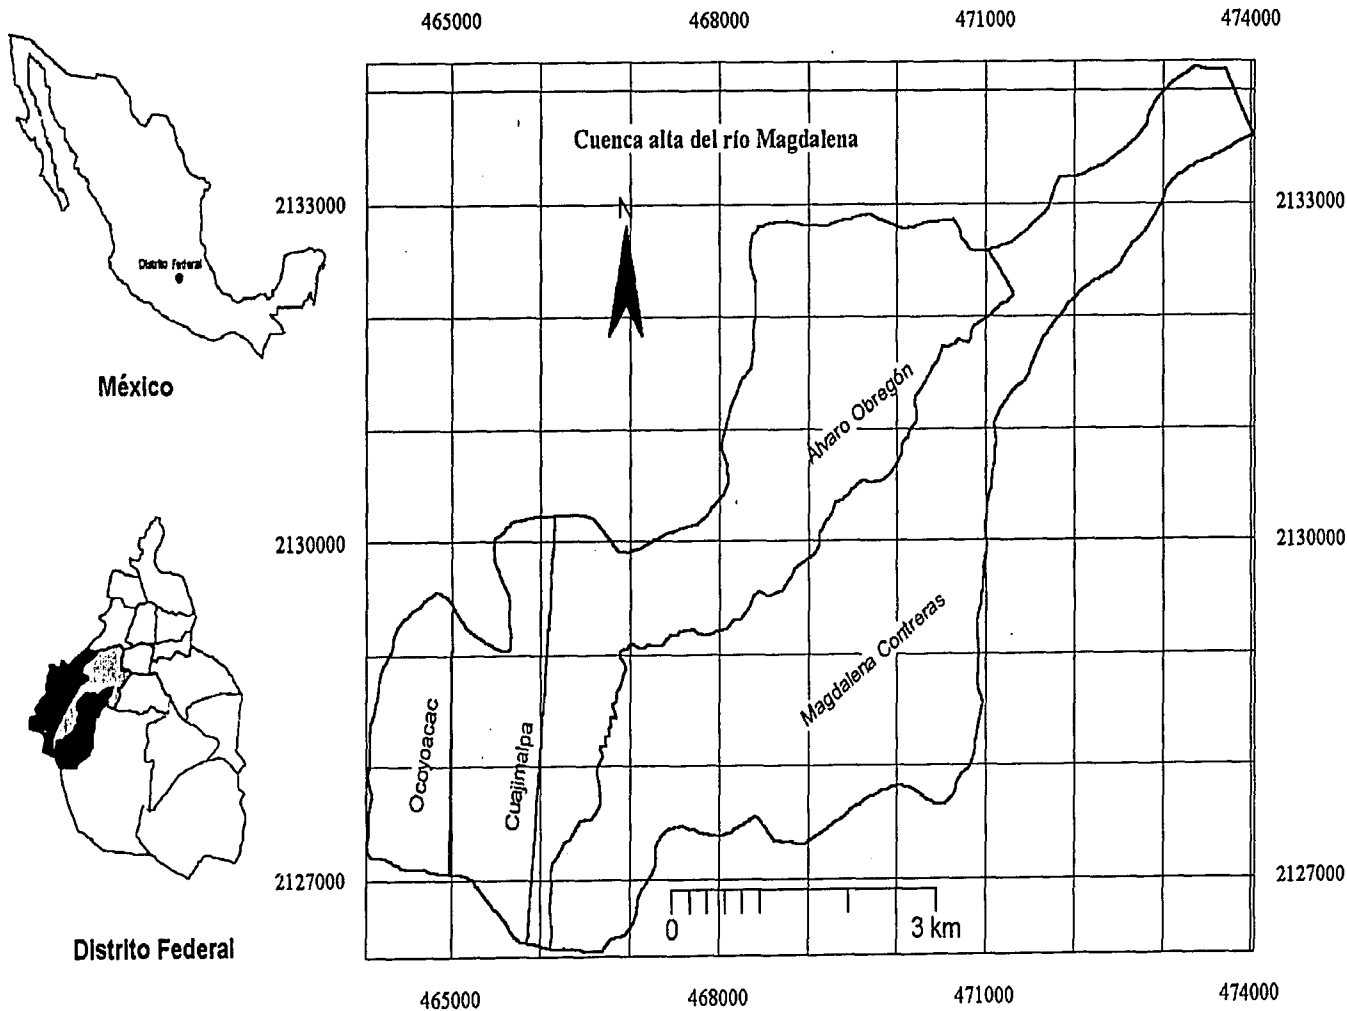 465000 468000 471000 474000
Cuenca alta del río Magdalena
2133000 2133000
N
Distrito Federal
México
Alvaro Obregón
2130000 2130000
Magdalena Contreras
Ocoyoacac
Cuajimalpa
2127000 2127000
0 3 km
Distrito Federal
465000 468000 471000 474000